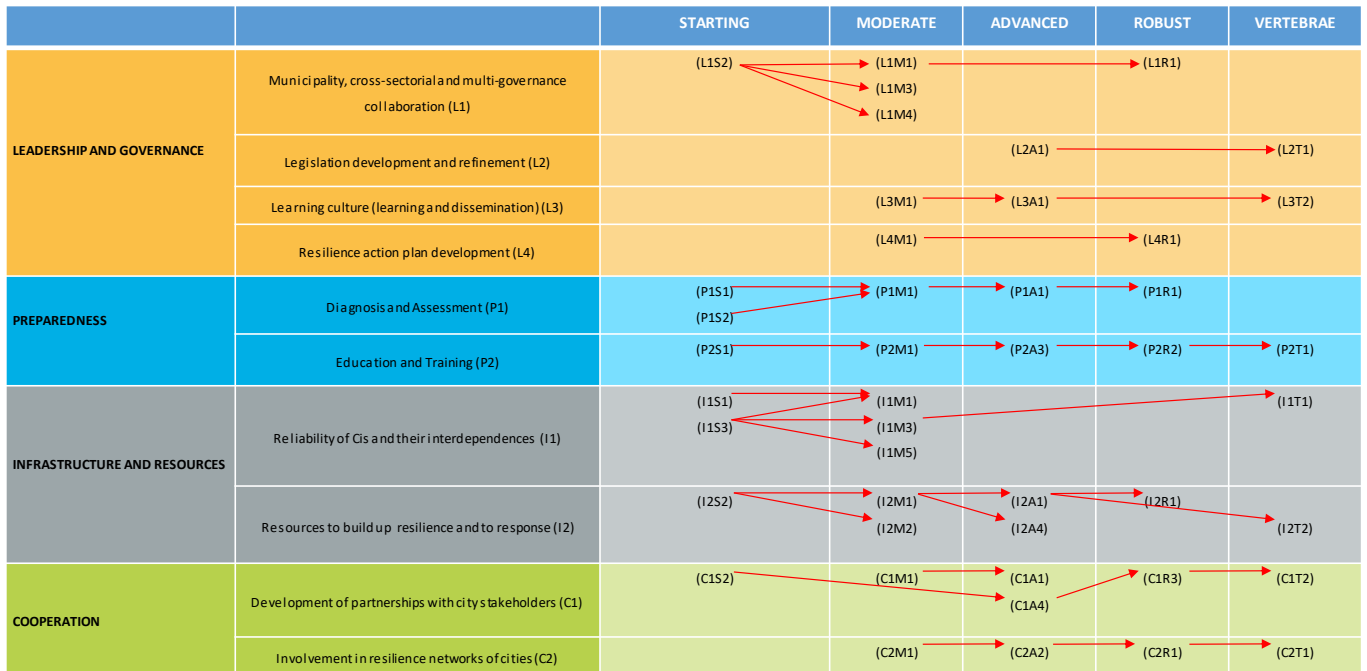 STARTING MODERATE ADVANCED ROBUST VERTEBRAE
LEADERSHIP AND GOVERNANCE
Municipality, cross-sectorial and multi-governance
collaboration (L1)
(L1S2) (L1M1) (L1R1)
(L1M3)
(L1M4)
Legislation development and refinement (L2)
(L2A1) (L2T1)
Learning culture (learning and dissemination) (L3)
(L3M1) (L3A1) (L3T2)
Resilience action plan development (L4)
(L4M1) (L4R1)
PREPAREDNESS
Diagnosis and Assessment (P1)
(P1S1) (P1M1) (P1A1) (P1R1)
(P1S2)
Education and Training (P2)
(P2S1) (P2M1) (P2A3) (P2R2) (P2T1)
INFRASTRUCTURE AND RESOURCES
Reliability of Cis and their interdependences (I1)
(I1S1) (I1M1) (I1T1)
(I1S3) (I1M3)
(I1M5)
Resources to build up resilience and to response (I2)
(I2S2) (I2M1) (I2A1) (I2R1)
(I2M2) (I2A4) (I2T2)
COOPERATION
Development of partnerships with city stakeholders (C1)
(C1S2) (C1M1) (C1A1) (C1R3) (C1T2)
(C1A4)
Involvement in resilience networks of cities (C2)
(C2M1) (C2A2) (C2R1) (C2T1)